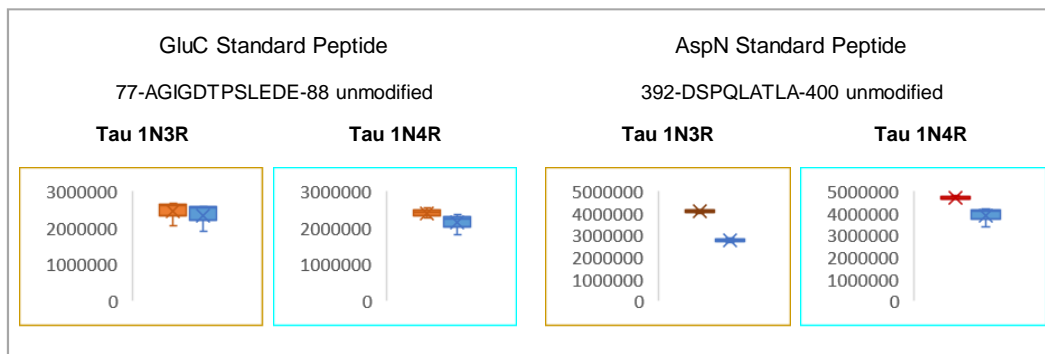 GluC Standard Peptide
AspN Standard Peptide
77-AGIGDTPSLEDE-88 unmodified
392-DSPQLATLA-400 unmodified
Tau 1N3R
Tau 1N4R
Tau 1N3R
Tau 1N4R
3000000
2000000
1000000
0
3000000
2000000
1000000
0
5000000
4000000
3000000
2000000
1000000
0
5000000
4000000
3000000
2000000
1000000
0